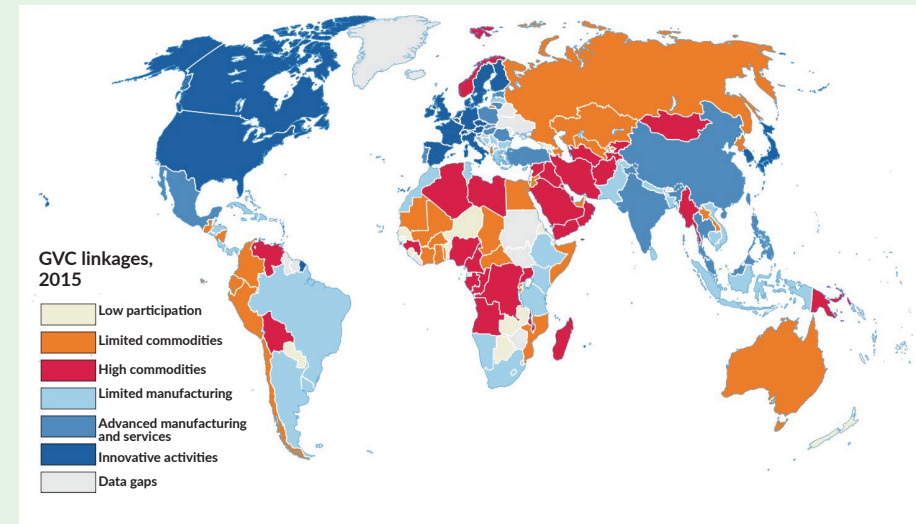 GVC linkages,
2015
Low participation
Limited commodities
High commodities
Limited manufacturing
Advanced manufacturing
and services
Innovative activities
Data gaps